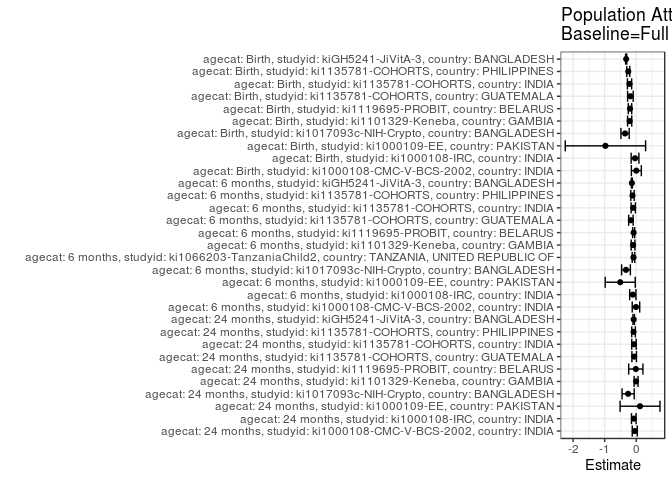 Population Att
Baseline=Full
agecat: Birth, studyid: kiGH5241-JiVitA-3, country: BANGLADESH
agecat: Birth, studyid: ki1135781-COHORTS, country: PHILIPPINES
agecat: Birth, studyid: ki1135781-COHORTS, country: INDIA
agecat: Birth, studyid: ki1135781-COHORTS, country: GUATEMALA
agecat: Birth, studyid: ki1119695-PROBIT, country: BELARUS
agecat: Birth, studyid: ki1101329-Keneba, country: GAMBIA
agecat: Birth, studyid: ki1017093c-NIH-Crypto, country: BANGLADESH
agecat: Birth, studyid: ki1000109-EE, country: PAKISTAN
agecat: Birth, studyid: ki1000108-IRC, country: INDIA
agecat: Birth, studyid: ki1000108-CMC-V-BCS-2002, country: INDIA
agecat: 6 months, studyid: kiGH5241-JiVitA-3, country: BANGLADESH
agecat: 6 months, studyid: ki1135781-COHORTS, country: PHILIPPINES
agecat: 6 months, studyid: ki1135781-COHORTS, country: INDIA
agecat: 6 months, studyid: ki1135781-COHORTS, country: GUATEMALA
agecat: 6 months, studyid: ki1119695-PROBIT, country: BELARUS
agecat: 6 months, studyid: ki1101329-Keneba, country: GAMBIA
agecat: 6 months, studyid: ki1066203-TanzaniaChild2, country: TANZANIA, UNITED REPUBLIC OF
agecat: 6 months, studyid: ki1017093c-NIH-Crypto, country: BANGLADESH
agecat: 6 months, studyid: ki1000109-EE, country: PAKISTAN
agecat: 6 months, studyid: ki1000108-IRC, country: INDIA
agecat: 6 months, studyid: ki1000108-CMC-V-BCS-2002, country: INDIA
agecat: 24 months, studyid: kiGH5241-JiVitA-3, country: BANGLADESH
agecat: 24 months, studyid: ki1135781-COHORTS, country: PHILIPPINES
agecat: 24 months, studyid: ki1135781-COHORTS, country: INDIA
agecat: 24 months, studyid: ki1135781-COHORTS, country: GUATEMALA
agecat: 24 months, studyid: ki1119695-PROBIT, country: BELARUS
agecat: 24 months, studyid: ki1101329-Keneba, country: GAMBIA
agecat: 24 months, studyid: ki1017093c-NIH-Crypto, country: BANGLADESH
agecat: 24 months, studyid: ki1000109-EE, country: PAKISTAN
agecat: 24 months, studyid: ki1000108-IRC, country: INDIA
agecat: 24 months, studyid: ki1000108-CMC-V-BCS-2002, country: INDIA
-2 -1 0
Estimate